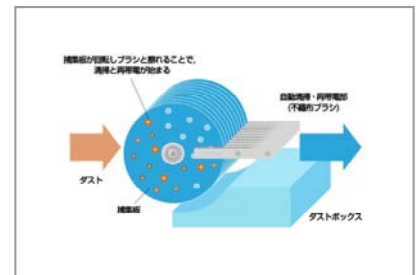 捕集板が回転しブラシと擦れることで、
清掃と再帯電が始まる
自動清掃・再帯電部
(不織布ブラシ)
ダスト
捕集板
ダストボックス